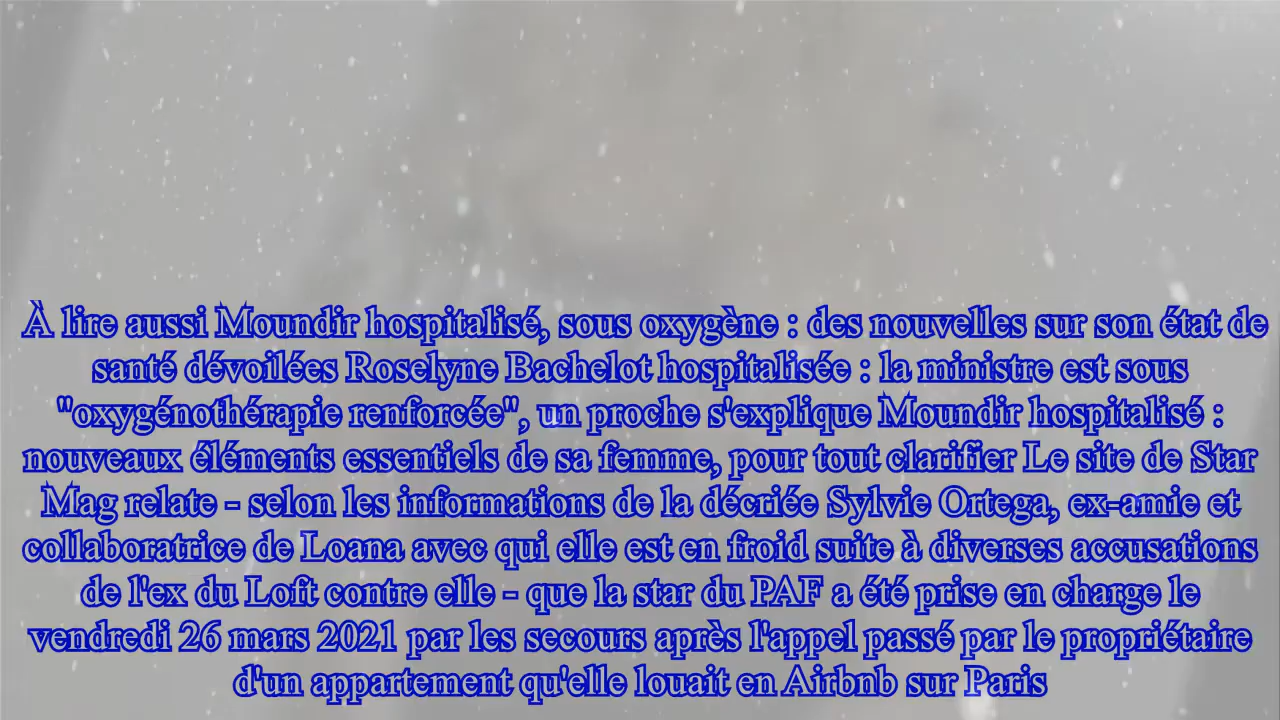 À lire aussi Moundir hospitalisé, sous oxygène : des nouvelles sur son état de
santé dévoilées Roselyne Bachelot hospitalisée : la ministre est sous
"oxygénothérapie renforcée", un proche s'explique Moundir hospitalisé :
nouveaux éléments essentiels de sa femme, pour tout clarifier Le site de Star
Mag relate - selon les informations de la décriée Sylvie Ortega, ex-amie et
collaboratrice de Loana avec qui elle est en froid suite à diverses accusations
de l'ex du Loft contre elle - que la star du PAF a été prise en charge le
vendredi 26 mars 2021 par les secours après l'appel passé par le propriétaire
d'un appartement qu'elle louait en Airbnb sur Paris